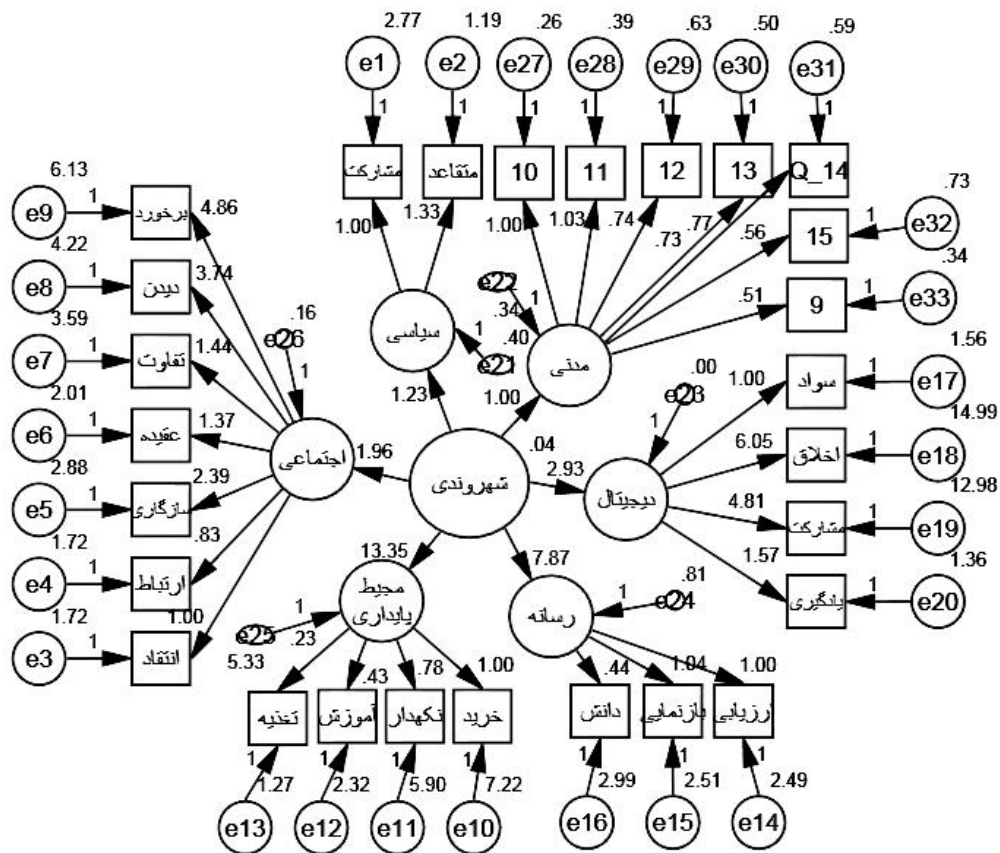 2.77 1.19 .26 .39 .63 .50 .59
e1 e2 e27 e28 e29 e30 e31
1 1 1 1 1 1 1
مشارکت متقاعد 10 11 12 13 Q_14
1.00 1.33 1.00 1.03 .74 .73 .77 .56 .51
15 1 e32 .73
9 1 e33 .34
6.13 e9 1 برخورد 4.86
4.22 e8 1 دیدن 3.74
3.59 e7 1 تفاوت 1.44
2.01 e6 1 عقیده 1.37
2.88 e5 1 سازگاری 2.39
1.72 e4 1 ارتباط .83
1.72 e3 1 انتقاد 1.00
.16 e26 1
اجتماعی 1.96
سیاسی 1.23
1 e21 .40
e22 .34 1
مدنی 1.00
شهروندی .04
2.93 دیجیتال
.00 e23 1
1.00 سواد 1 e17 1.56
6.05 اخلاق 1 e18 14.99
4.81 مشارکت 1 e19 12.98
1.57 یادگیری 1 e20 1.36
13.35
محیط
پایداری
e25 1 5.33
.23 .43 .78 1.00
تغذیه آموزش نگهدار خرید
1 1 1 1
1.27 2.32 5.90 7.22
e13 e12 e11 e10
7.87
رسانه
1 e24 .81
.44 1.04 1.00
دانش بازنمایی ارزیابی
1 1 1
2.99 2.51 2.49
e16 e15 e14